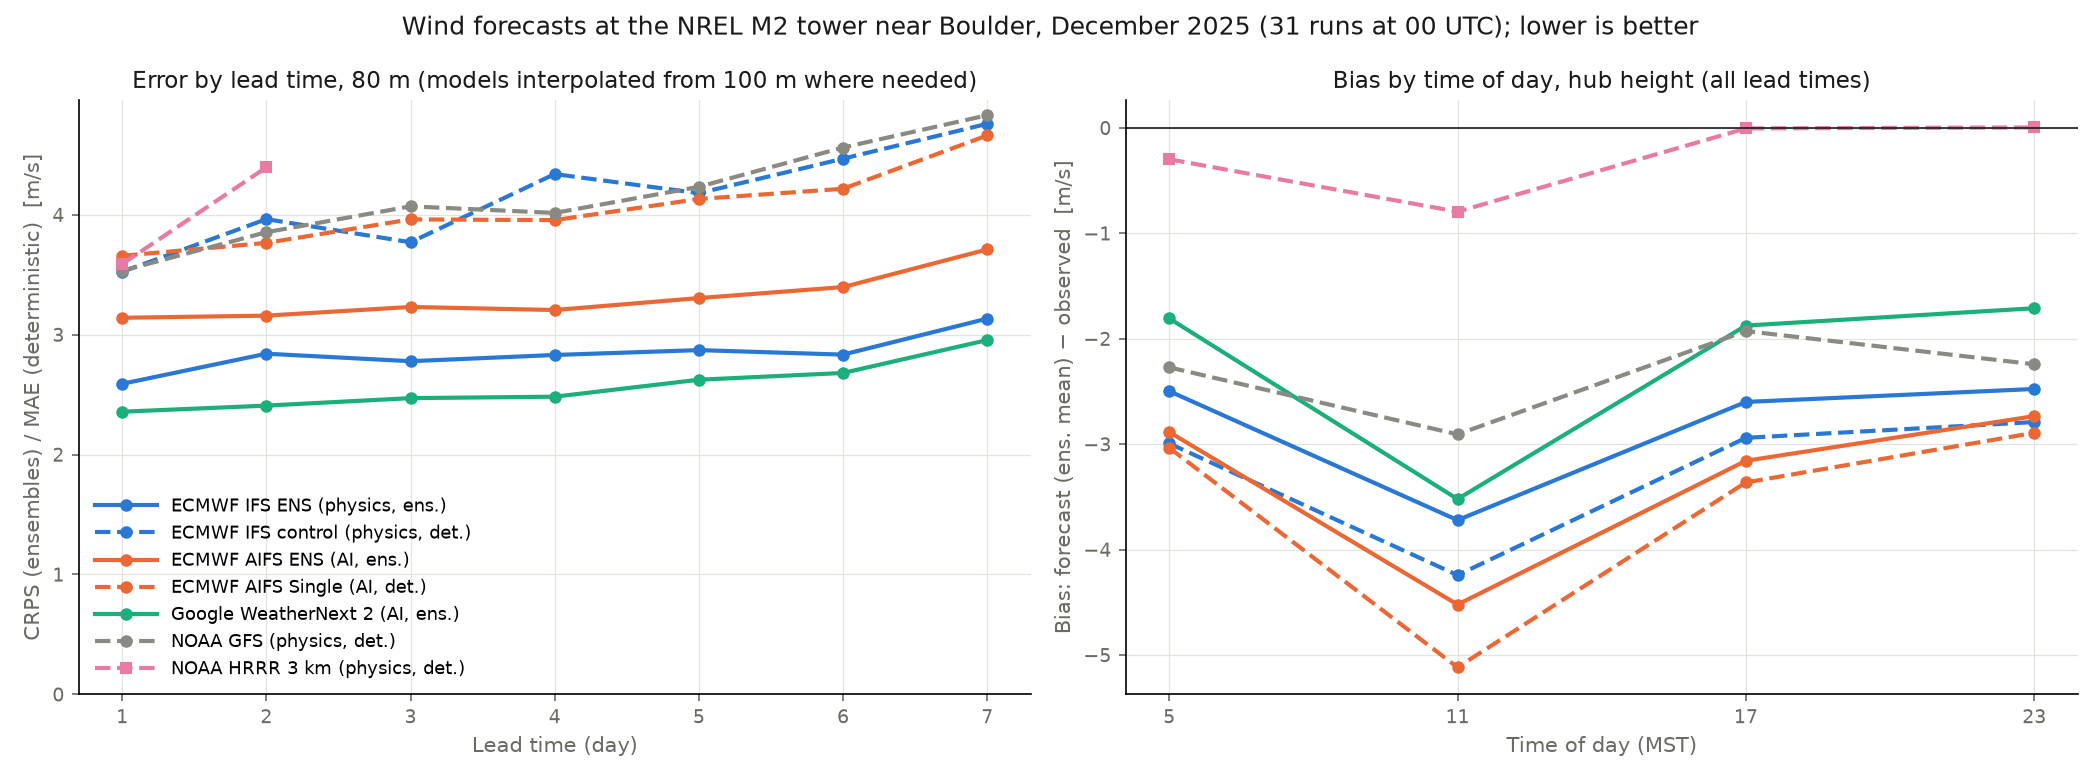 Wind forecasts at the NREL M2 tower near Boulder, December 2025 (31 runs at 00 UTC); lower is better
Error by lead time, 80 m (models interpolated from 100 m where needed)
CRPS (ensembles) / MAE (deterministic)  [m/s]
4
3
2
1
0
ECMWF IFS ENS (physics, ens.)
ECMWF IFS control (physics, det.)
ECMWF AIFS ENS (AI, ens.)
ECMWF AIFS Single (AI, det.)
Google WeatherNext 2 (AI, ens.)
NOAA GFS (physics, det.)
NOAA HRRR 3 km (physics, det.)
1 2 3 4 5 6 7
Lead time (day)
Bias by time of day, hub height (all lead times)
Bias: forecast (ens. mean) − observed  [m/s]
0
−1
−2
−3
−4
−5
5 11 17 23
Time of day (MST)